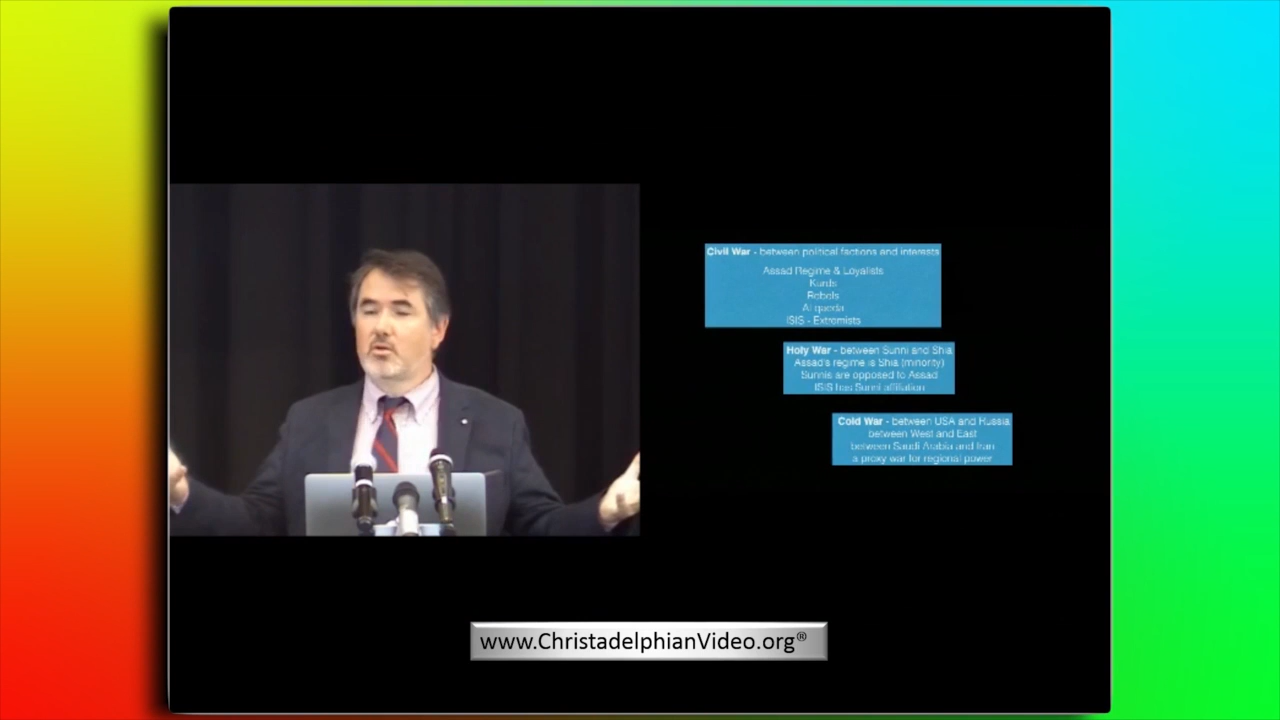 Civil War - between political factions and interests
Assad Regime & Loyalists
Kurds
Rebels
Al qaeda
ISIS - Extremists
Holy War - between Sunni and Shia
Assad's regime is Shia (minority)
Sunnis are opposed to Assad
ISIS has Sunni affiliation
Cold War - between USA and Russia
between West and East
between Saudi Arabia and Iran
a proxy war for regional power
www.ChristadelphianVideo.org®